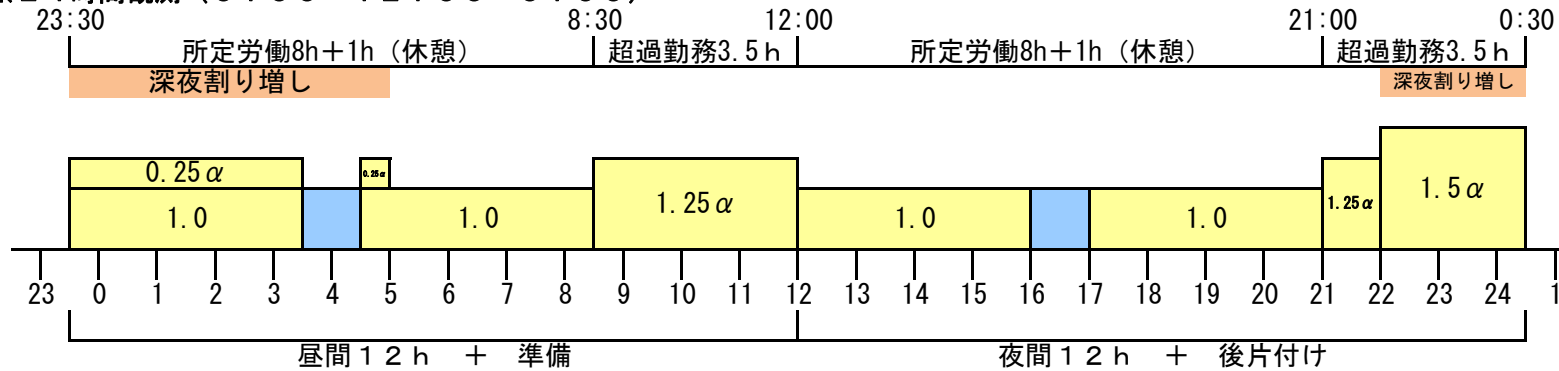 23:30 8:30 12:00 21:00 0:30
所定労働8h+1h（休憩） 超過勤務3.5ｈ 所定労働8h+1h（休憩） 超過勤務3.5ｈ
深夜割り増し 深夜割り増し
0.25α 0.25α
1.0 1.0 1.25α 1.0 1.0 1.25α 1.5α
23 0 1 2 3 4 5 6 7 8 9 10 11 12 13 14 15 16 17 18 19 20 21 22 23 24 1
昼間１２ｈ ＋ 準備 夜間１２ｈ ＋ 後片付け